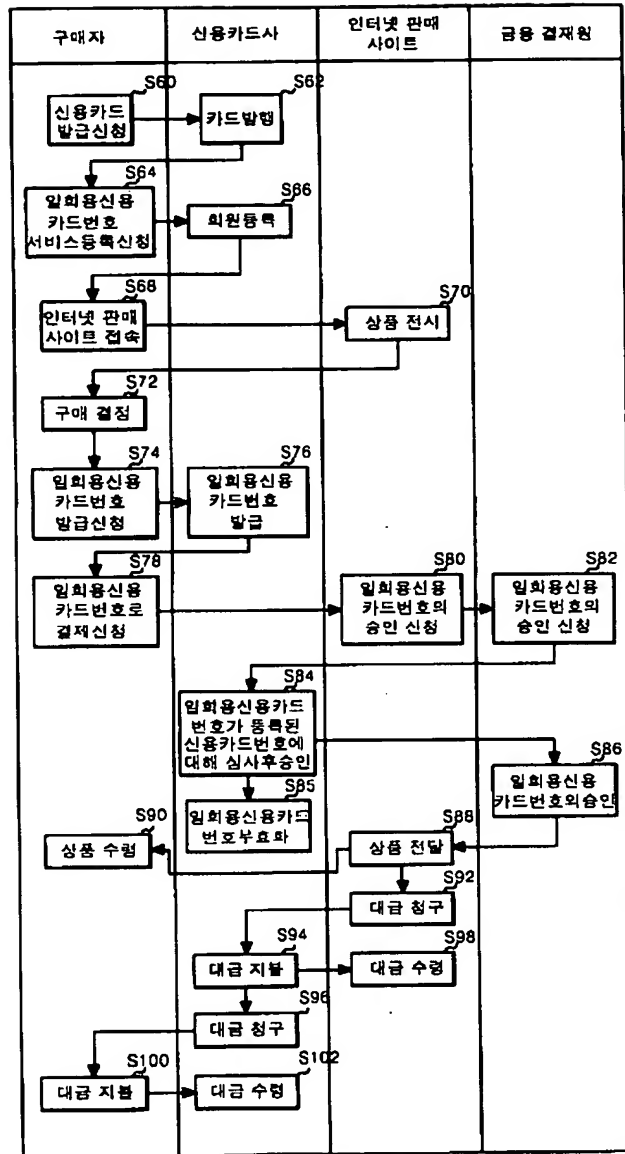 구매자
신용카드사
인터넷 판매
사이트
금융 결재원
S60
신용카드
발급신청
S62
카드발행
S64
일회용신용
카드번호
서비스등록신청
S66
회원등록
S68
인터넷 판매
사이트 접속
S70
상품 전시
S72
구매 결정
S74
일회용신용
카드번호
발급신청
S76
일회용신용
카드번호
발급
S78
일회용신용
카드번호로
결제신청
S80
일회용신용
카드번호의
승인 신청
S82
일회용신용
카드번호의
승인 신청
S84
일회용신용카드
번호가 등록된
신용카드번호에
대해 심사후승인
S85
일회용신용카드
번호무효화
S86
일회용신용
카드번호의승인
S88
상품 전달
S90
상품 수령
S92
대금 청구
S94
대금 지불
S98
대금 수령
S96
대금 청구
S100
대금 지불
S102
대금 수령